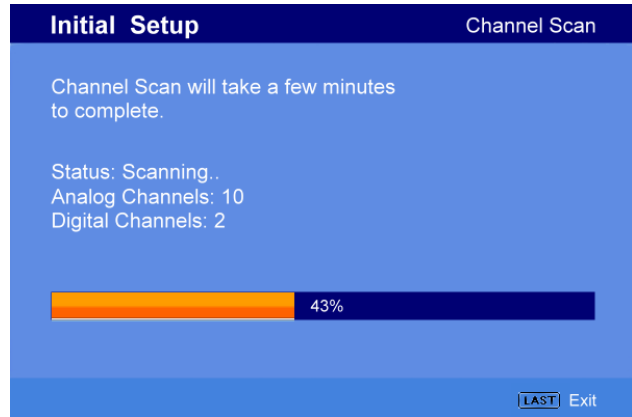 Initial Setup
Channel Scan
Channel Scan will take a few minutes
to complete.
Status: Scanning..
Analog Channels: 10
Digital Channels: 2
43%
LAST Exit